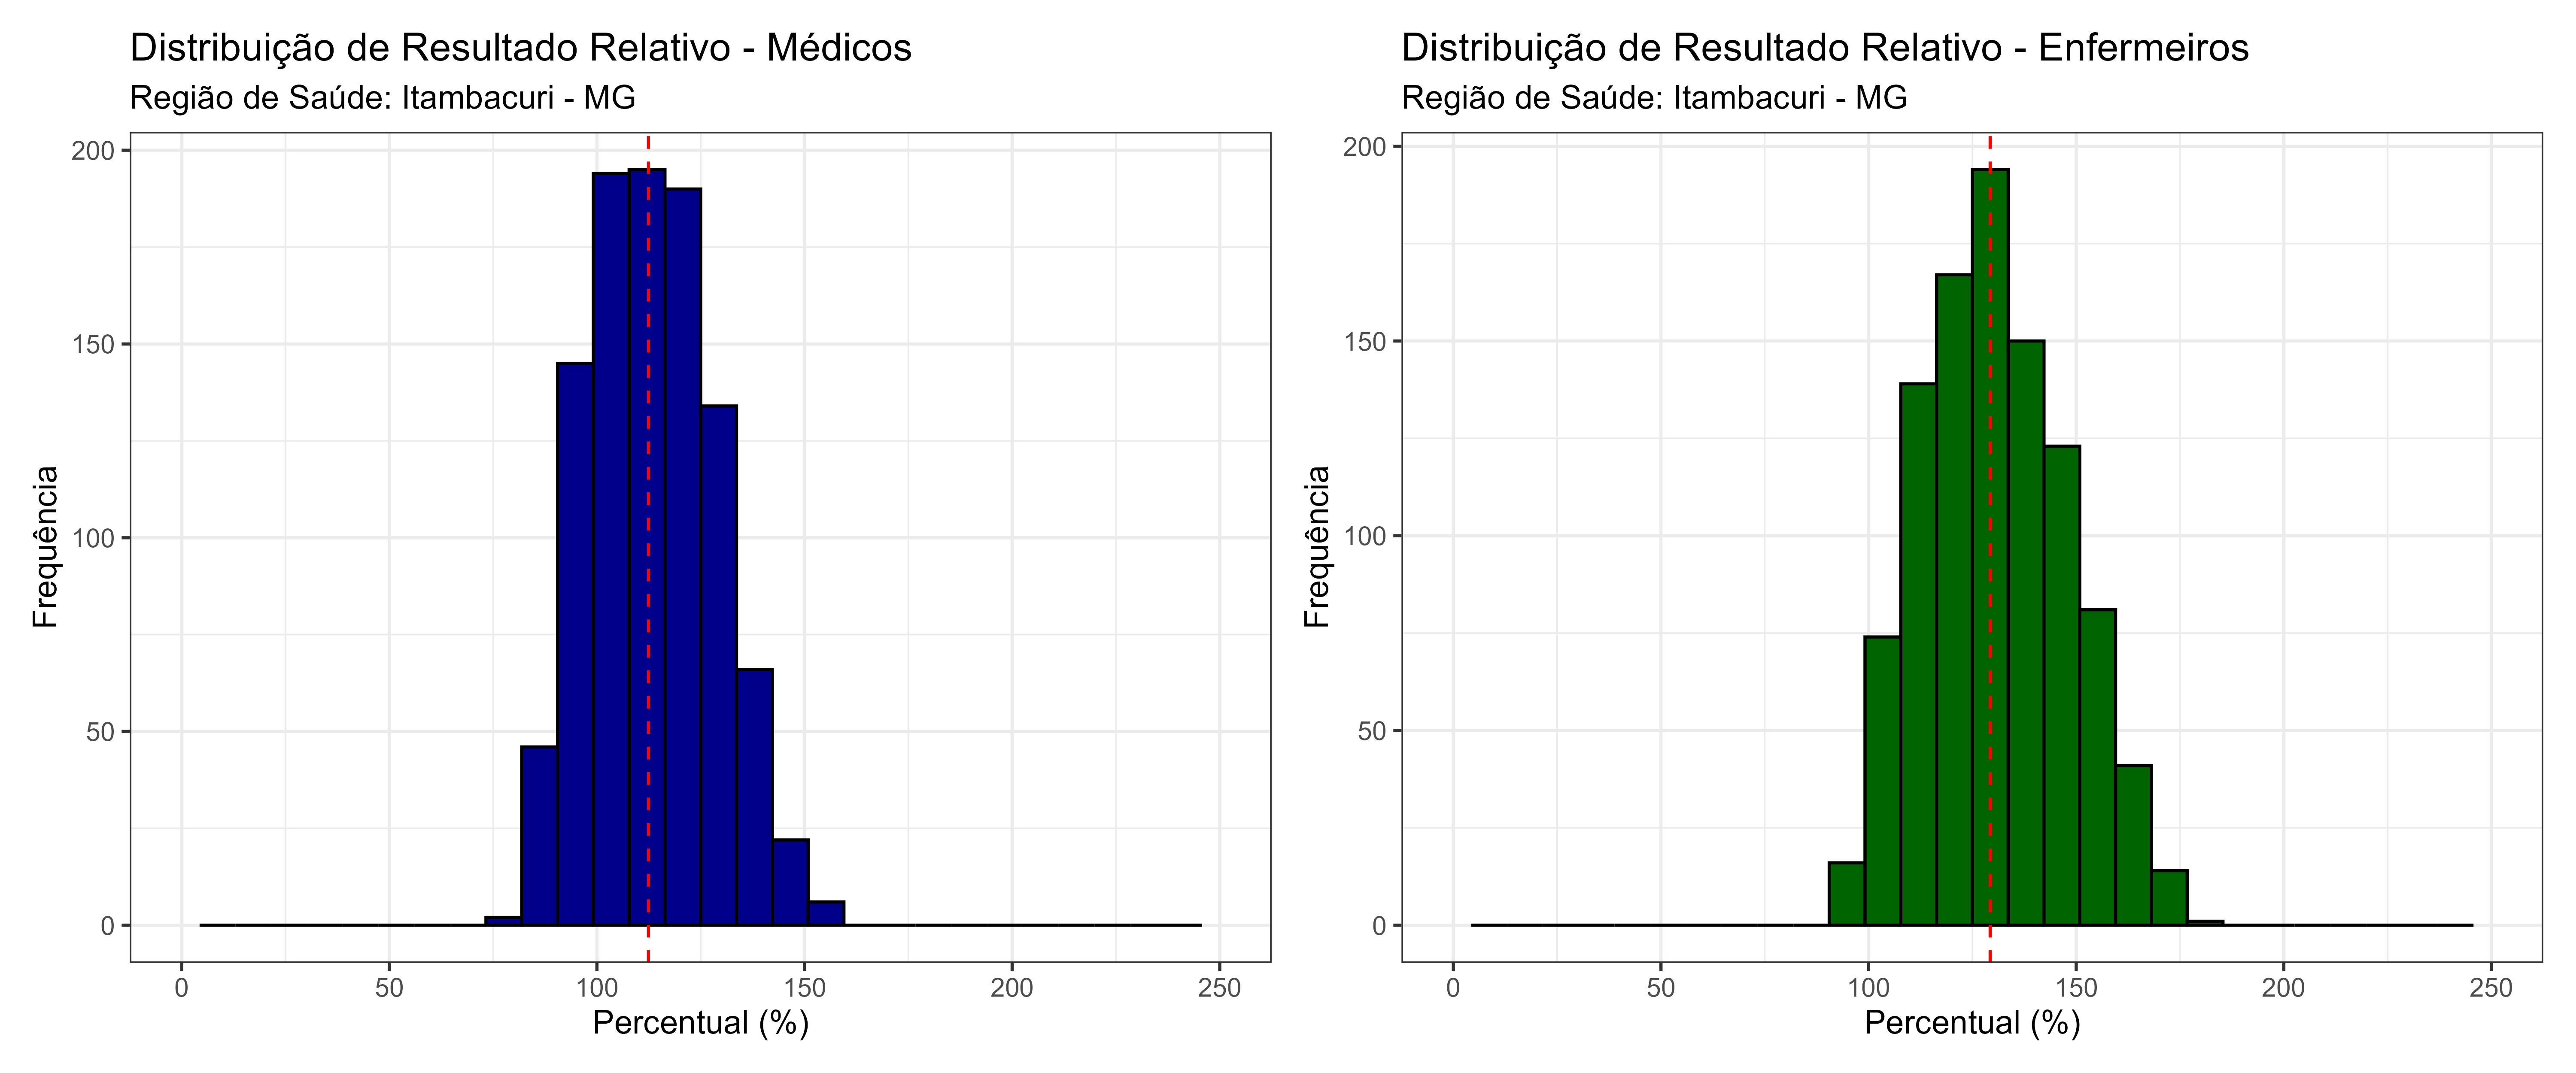 Distribuição de Resultado Relativo - Médicos
Região de Saúde: Itambacuri - MG
200
150
100
50
0
Frequência
0 50 100 150 200 250
Percentual (%)
Distribuição de Resultado Relativo - Enfermeiros
Região de Saúde: Itambacuri - MG
200
150
100
50
0
Frequência
0 50 100 150 200 250
Percentual (%)